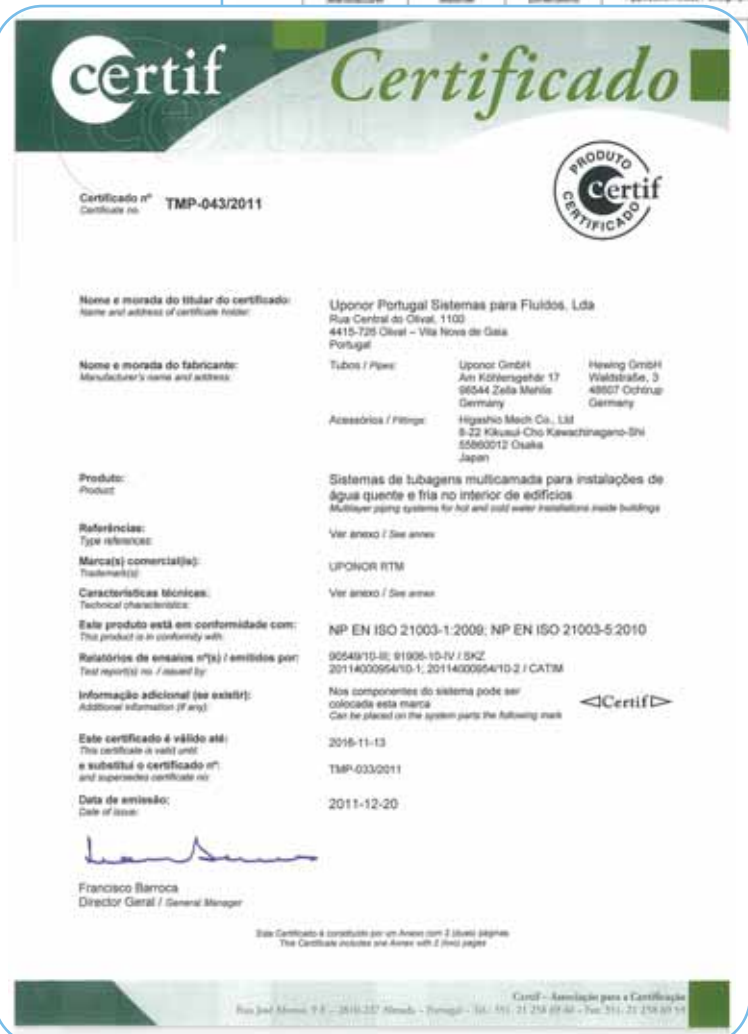 certif
Certificado
PRODUTO
certif
CERTIFICADO
Certificado nº TMP-043/2011
Certificate no.
Nome e morada do titular do certificado:
Name and address of certificate holder:
Uponor Portugal Sistemas para Fluídos, Lda
Rua Central do Olival, 1100
4415-726 Olival – Vila Nova de Gaia
Portugal
Nome e morada do fabricante:
Manufacturer's name and address:
Tubos / Pipes:
Uponor GmbH
Am Köhlersgehär 17
98544 Zella Mehlis
Germany
Hewing GmbH
Waldstraße, 3
48607 Ochtrup
Germany
Acessórios / Fittings:
Higashio Mech Co., Ltd
8-22 Kikusui-Cho Kawachinagano-Shi
55860012 Osaka
Japan
Produto:
Product:
Sistemas de tubagens multicamada para instalações de
água quente e fria no interior de edifícios
Multilayer piping systems for hot and cold water installations inside buildings
Referências:
Type references:
Ver anexo / See annex
Marca(s) comercial(is):
Trademark(s):
UPONOR RTM
Características técnicas:
Technical characteristics:
Ver anexo / See annex
Este produto está em conformidade com:
This product is in conformity with:
NP EN ISO 21003-1:2009; NP EN ISO 21003-5:2010
Relatórios de ensaios nº(s) / emitidos por:
Test report(s) no. / issued by:
90549/10-III; 91906-10-IV / SKZ
20114000954/10-1; 20114000954/10-2 / CATIM
Informação adicional (se existir):
Additional information (if any):
Nos componentes do sistema pode ser
colocada esta marca
Can be placed on the system parts the following mark
Certif
Este certificado é válido até:
This certificate is valid until:
2016-11-13
e substitui o certificado nº:
and supersedes certificate no:
TMP-033/2011
Data de emissão:
Date of issue:
2011-12-20
Francisco Barroca
Director Geral / General Manager
Este Certificado é constituído por um Anexo com 2 (duas) páginas
The Certificate includes one Annex with 2 (two) pages
Certif – Associação para a Certificação